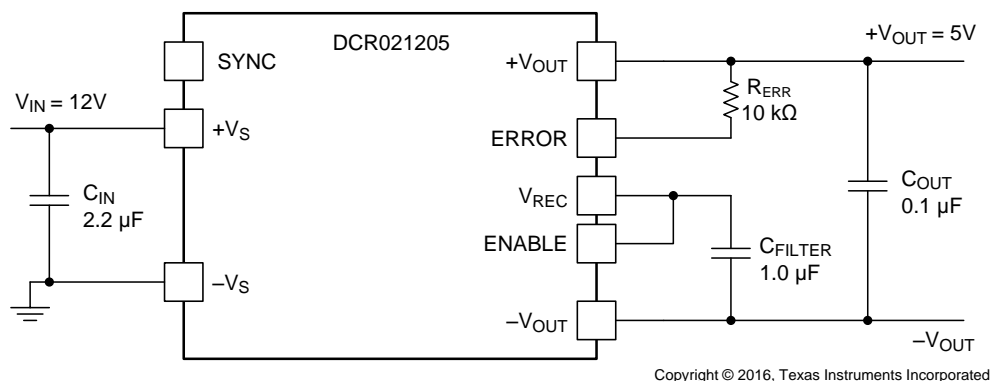 DCR021205
SYNC
V_IN = 12V
+V_S
C_IN
2.2 µF
–V_S
+V_OUT
ERROR
V_REC
ENABLE
–V_OUT
+V_OUT = 5V
R_ERR
10 kΩ
C_OUT
0.1 µF
C_FILTER
1.0 µF
–V_OUT
Copyright © 2016, Texas Instruments Incorporated